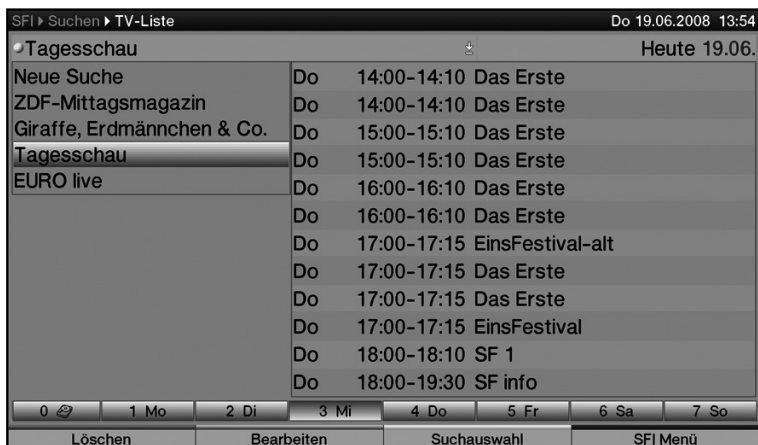 SFI Suchen TV-Liste Do 19.06.2008 13:54
Tagesschau Heute 19.06.
Neue Suche
ZDF-Mittagsmagazin
Giraffe, Erdmännchen & Co.
Tagesschau
EURO live
Do 14:00-14:10 Das Erste
Do 14:00-14:10 Das Erste
Do 15:00-15:10 Das Erste
Do 15:00-15:10 Das Erste
Do 16:00-16:10 Das Erste
Do 16:00-16:10 Das Erste
Do 17:00-17:15 EinsFestival-alt
Do 17:00-17:15 Das Erste
Do 17:00-17:15 Das Erste
Do 17:00-17:15 EinsFestival
Do 18:00-18:10 SF 1
Do 18:00-19:30 SF info
0 1 Mo 2 Di 3 Mi 4 Do 5 Fr 6 Sa 7 So
Löschen Bearbeiten Suchauswahl SFI Menü